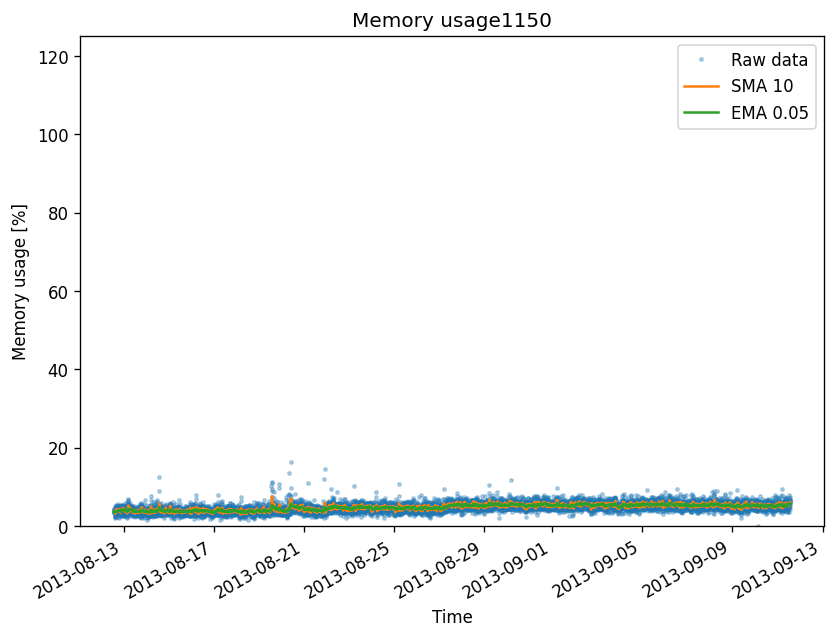 Memory usage1150
Raw data
SMA 10
EMA 0.05
Memory usage [%]
120
100
80
60
40
20
0
2013-08-13
2013-08-17
2013-08-21
2013-08-25
2013-08-29
2013-09-01
2013-09-05
2013-09-09
2013-09-13
Time